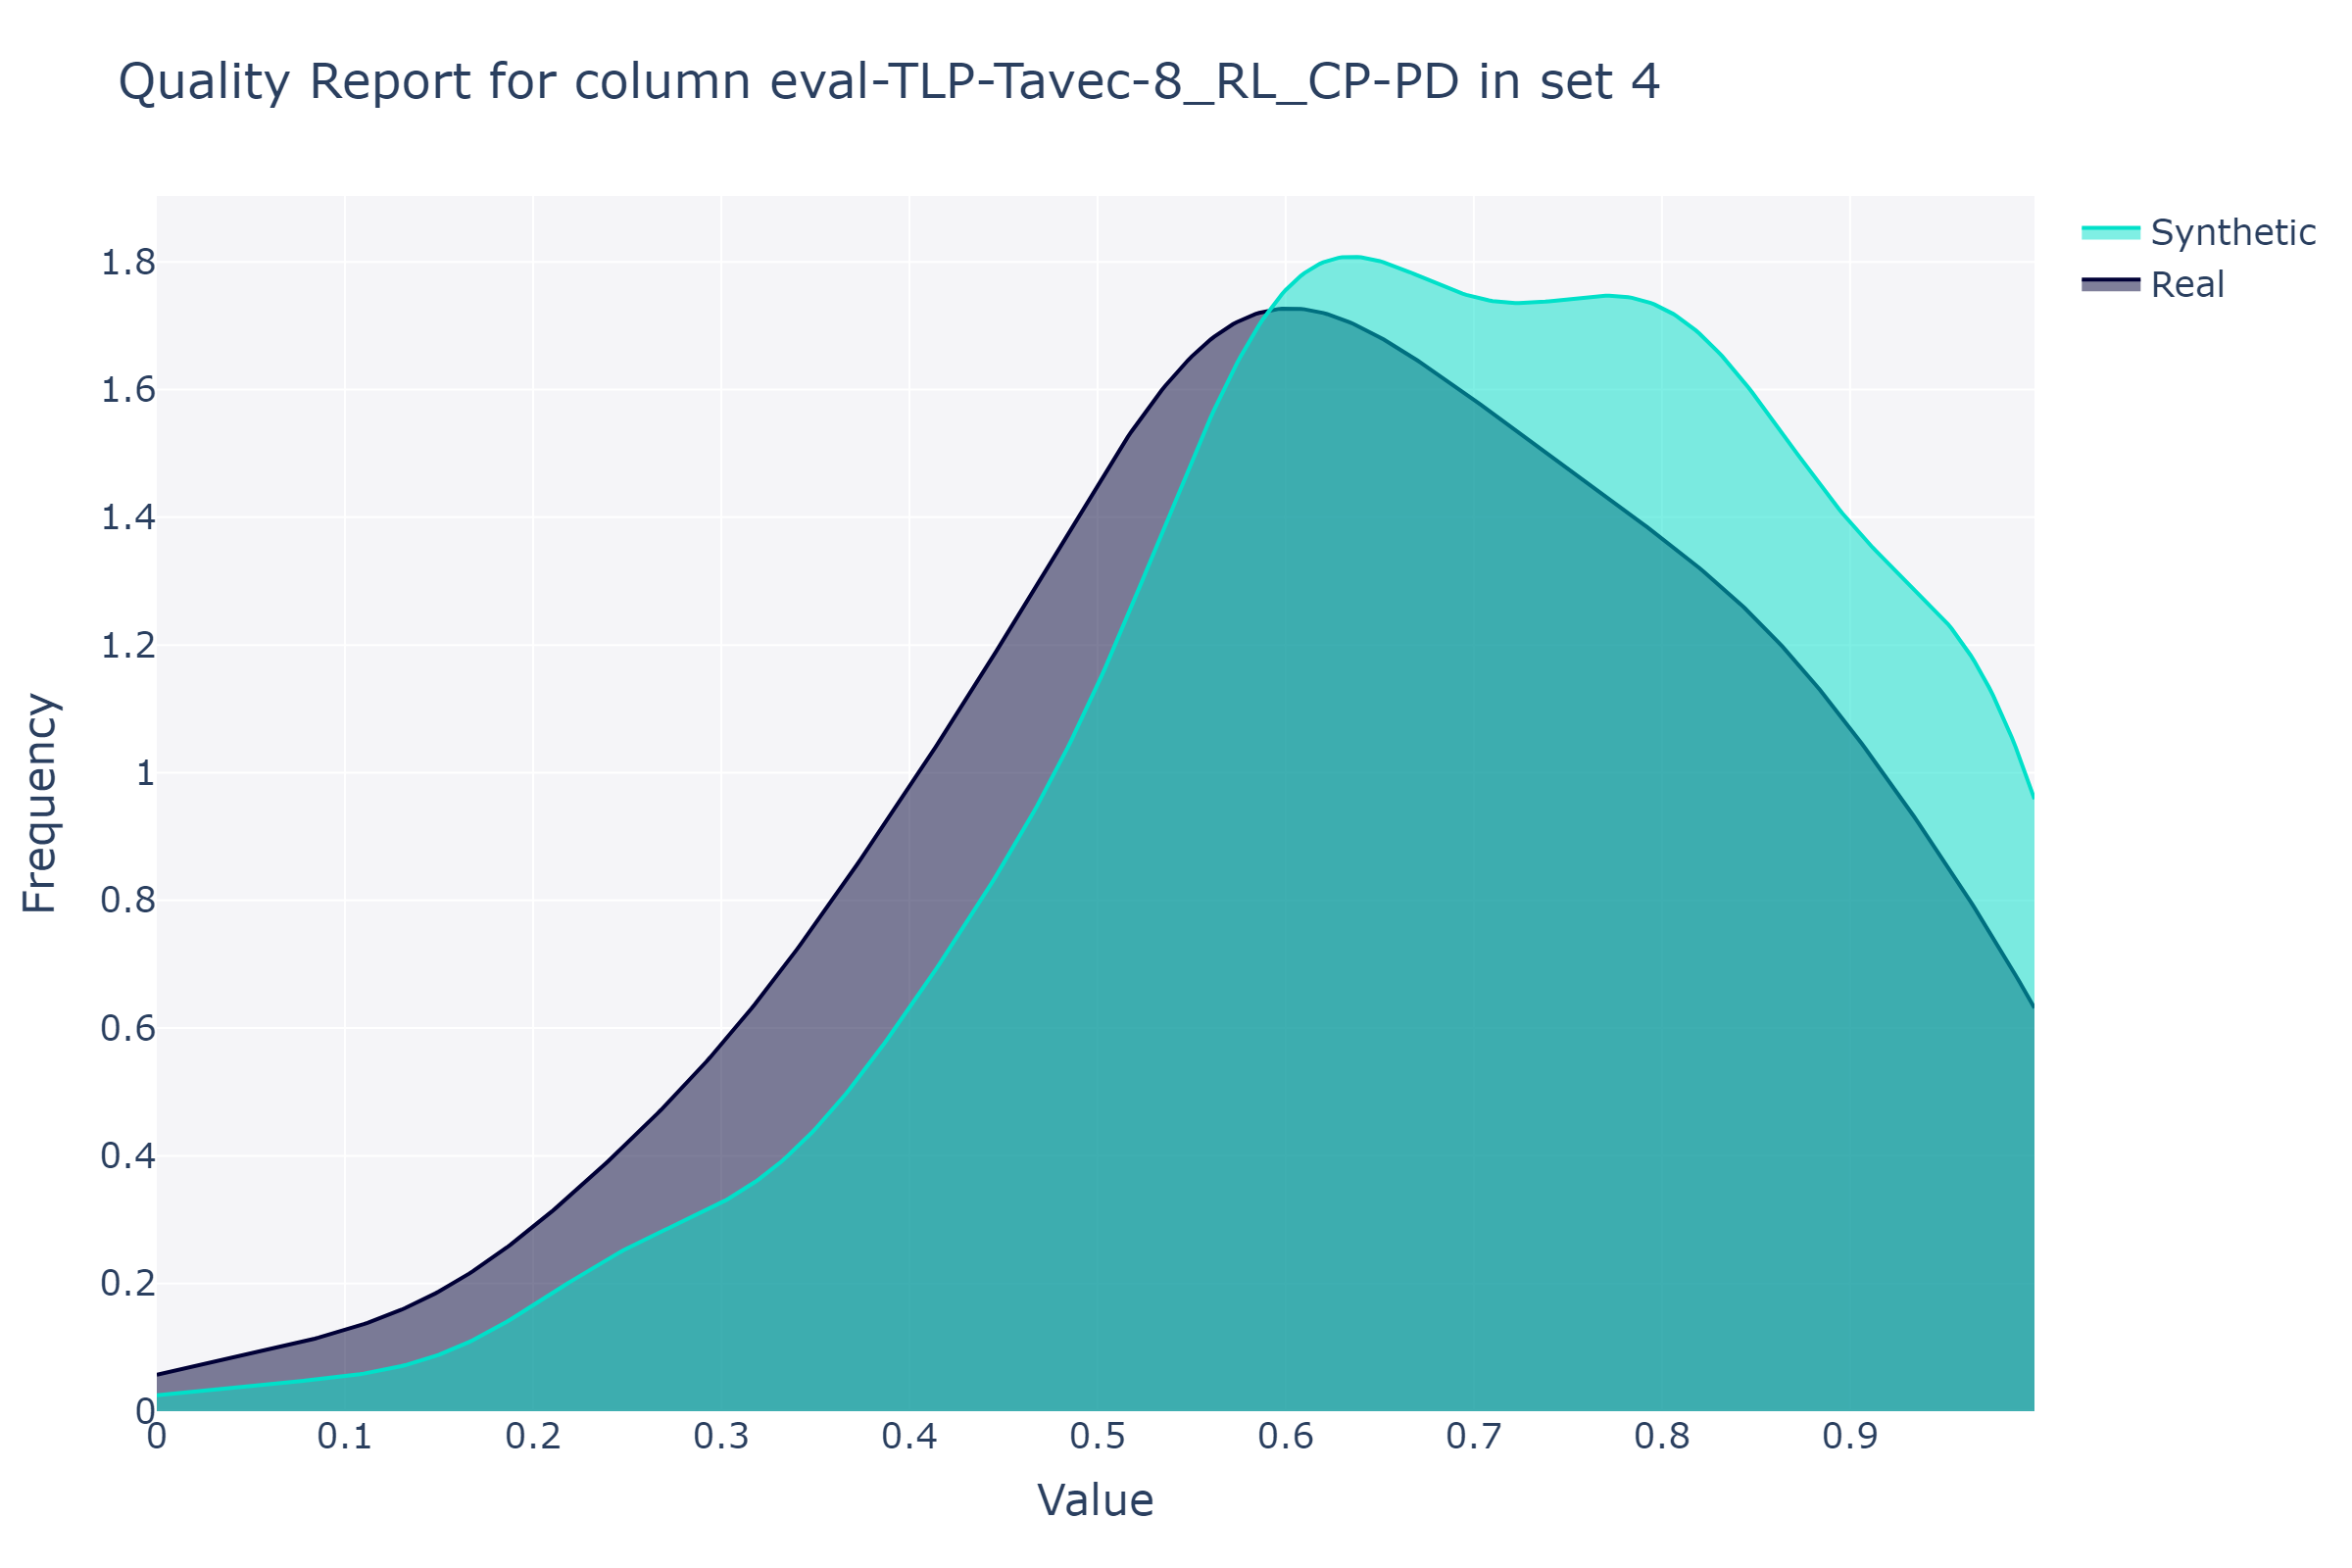 Quality Report for column eval-TLP-Tavec-8_RL_CP-PD in set 4
Synthetic
Real
1.8
1.6
1.4
1.2
1
0.8
0.6
0.4
0.2
0
Frequency
0 0.1 0.2 0.3 0.4 0.5 0.6 0.7 0.8 0.9
Value